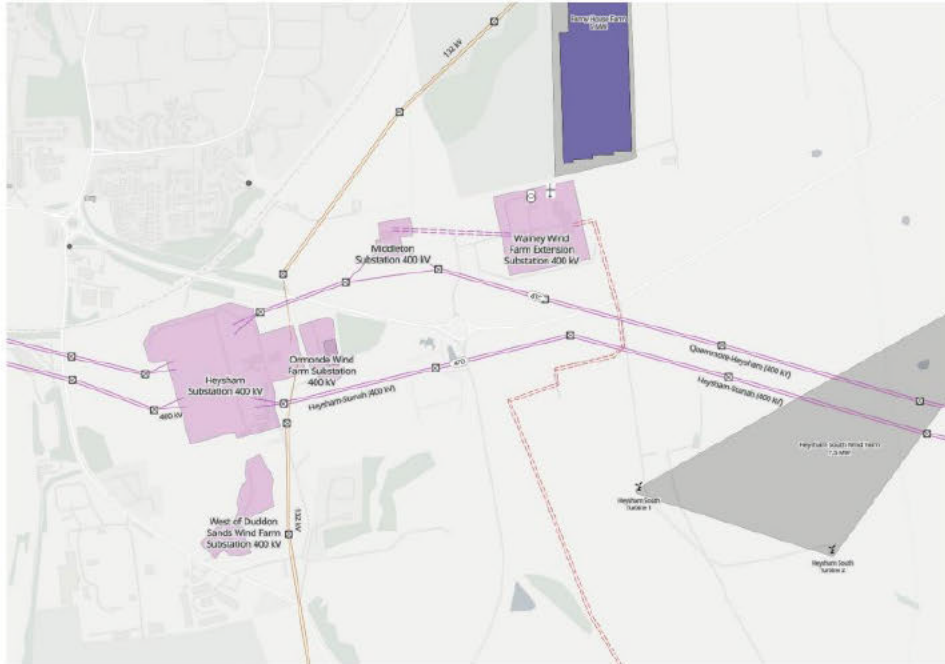 132 kV
Walney Wind
Farm Extension
Substation 400 kV
Middleton
Substation 400 kV
Ormonde Wind
Farm Substation
400 kV
Heysham
Substation 400 kV
Quernmore-Heysham (400 kV)
Heysham-Stanah (400 kV)
Heysham-Stanah (400 kV)
400 kV
Heysham South Wind Farm
7.5 MW
Heysham South
Turbine 1
132 kV
West of Duddon
Sands Wind Farm
Substation 400 kV
Heysham South
Turbine 2